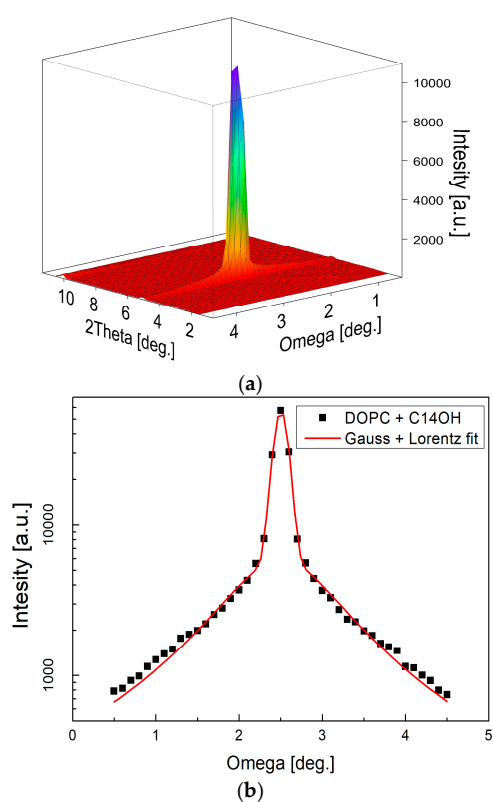 10000
8000
6000
4000
2000
Intesity [a.u.]
10 8 6 4 2
2Theta [deg.]
4 3 2 1
Omega [deg.]
(a)
DOPC + C14OH
Gauss + Lorentz fit
10000
1000
Intesity [a.u.]
0 1 2 3 4 5
Omega [deg.]
(b)